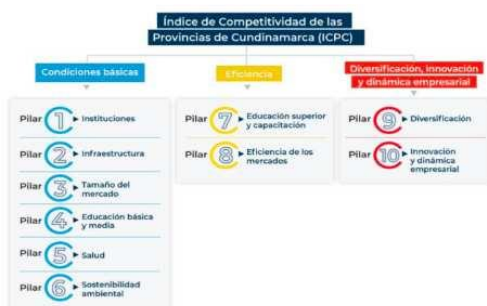 Índice de Competitividad de las
Provincias de Cundinamarca (ICPC)
Condiciones básicas
Pilar 1 Instituciones
Pilar 2 Infraestructura
Pilar 3 Tamaño del
mercado
Pilar 4 Educación básica
y media
Pilar 5 Salud
Pilar 6 Sostenibilidad
ambiental
Eficiencia
Pilar 7 Educación superior
y capacitación
Pilar 8 Eficiencia de los
mercados
Diversificación, innovación
y dinámica empresarial
Pilar 9 Diversificación
Pilar 10 Innovación
y dinámica
empresarial